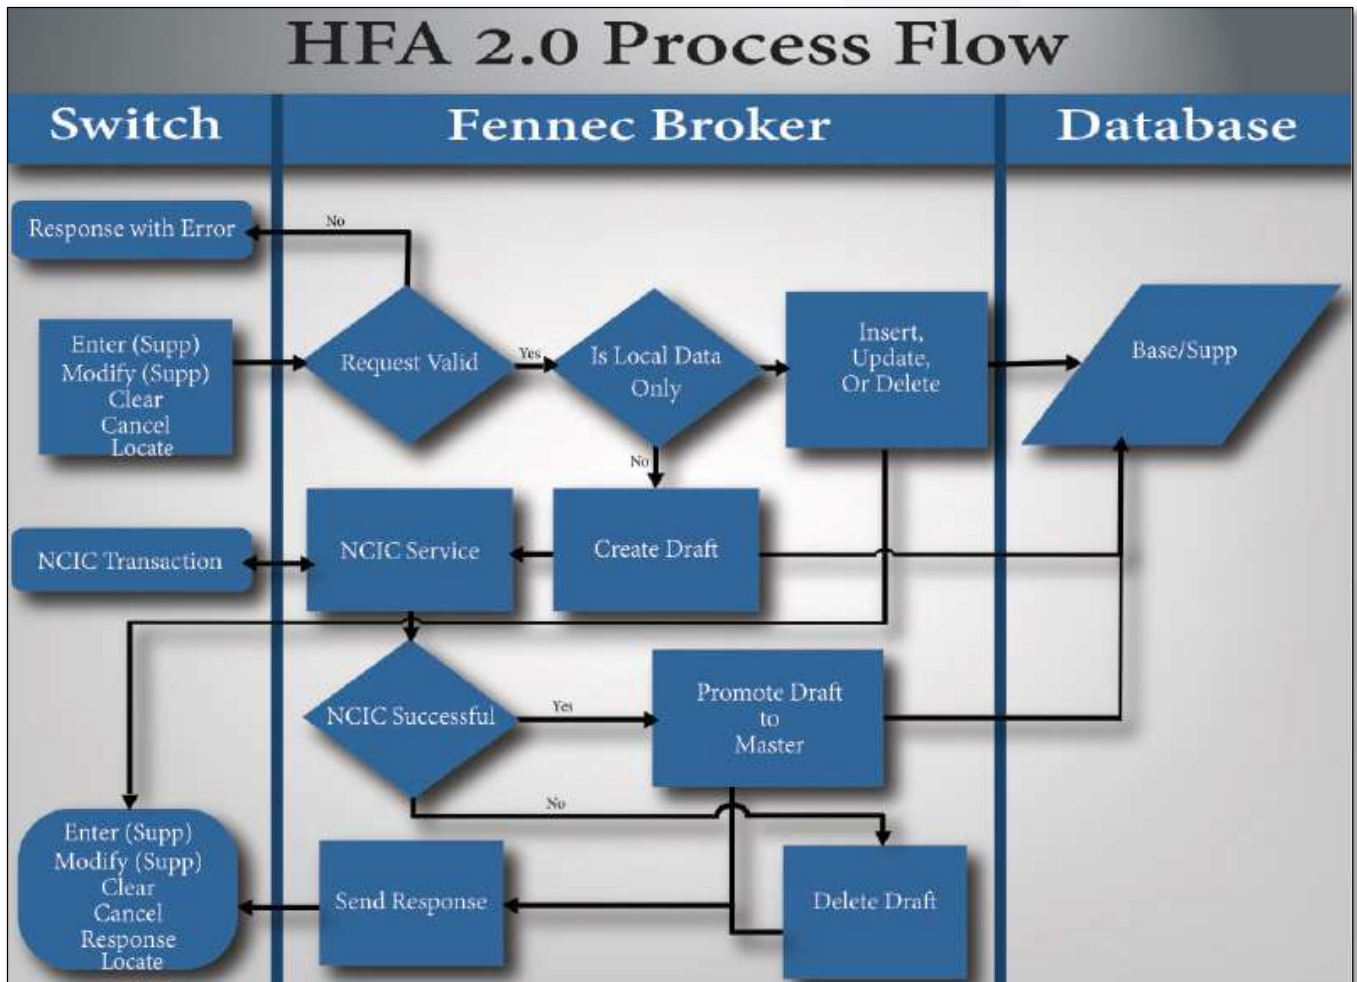 HFA 2.0 Process Flow
Switch
Fennec Broker
Database
Response with Error
No
Enter (Supp)
Modify (Supp)
Clear
Cancel
Locate
Request Valid
Yes
Is Local Data
Only
Insert,
Update,
Or Delete
Base/Supp
No
NCIC Transaction
NCIC Service
Create Draft
NCIC Successful
Yes
Promote Draft
to
Master
No
Enter (Supp)
Modify (Supp)
Clear
Cancel
Response
Locate
Send Response
Delete Draft